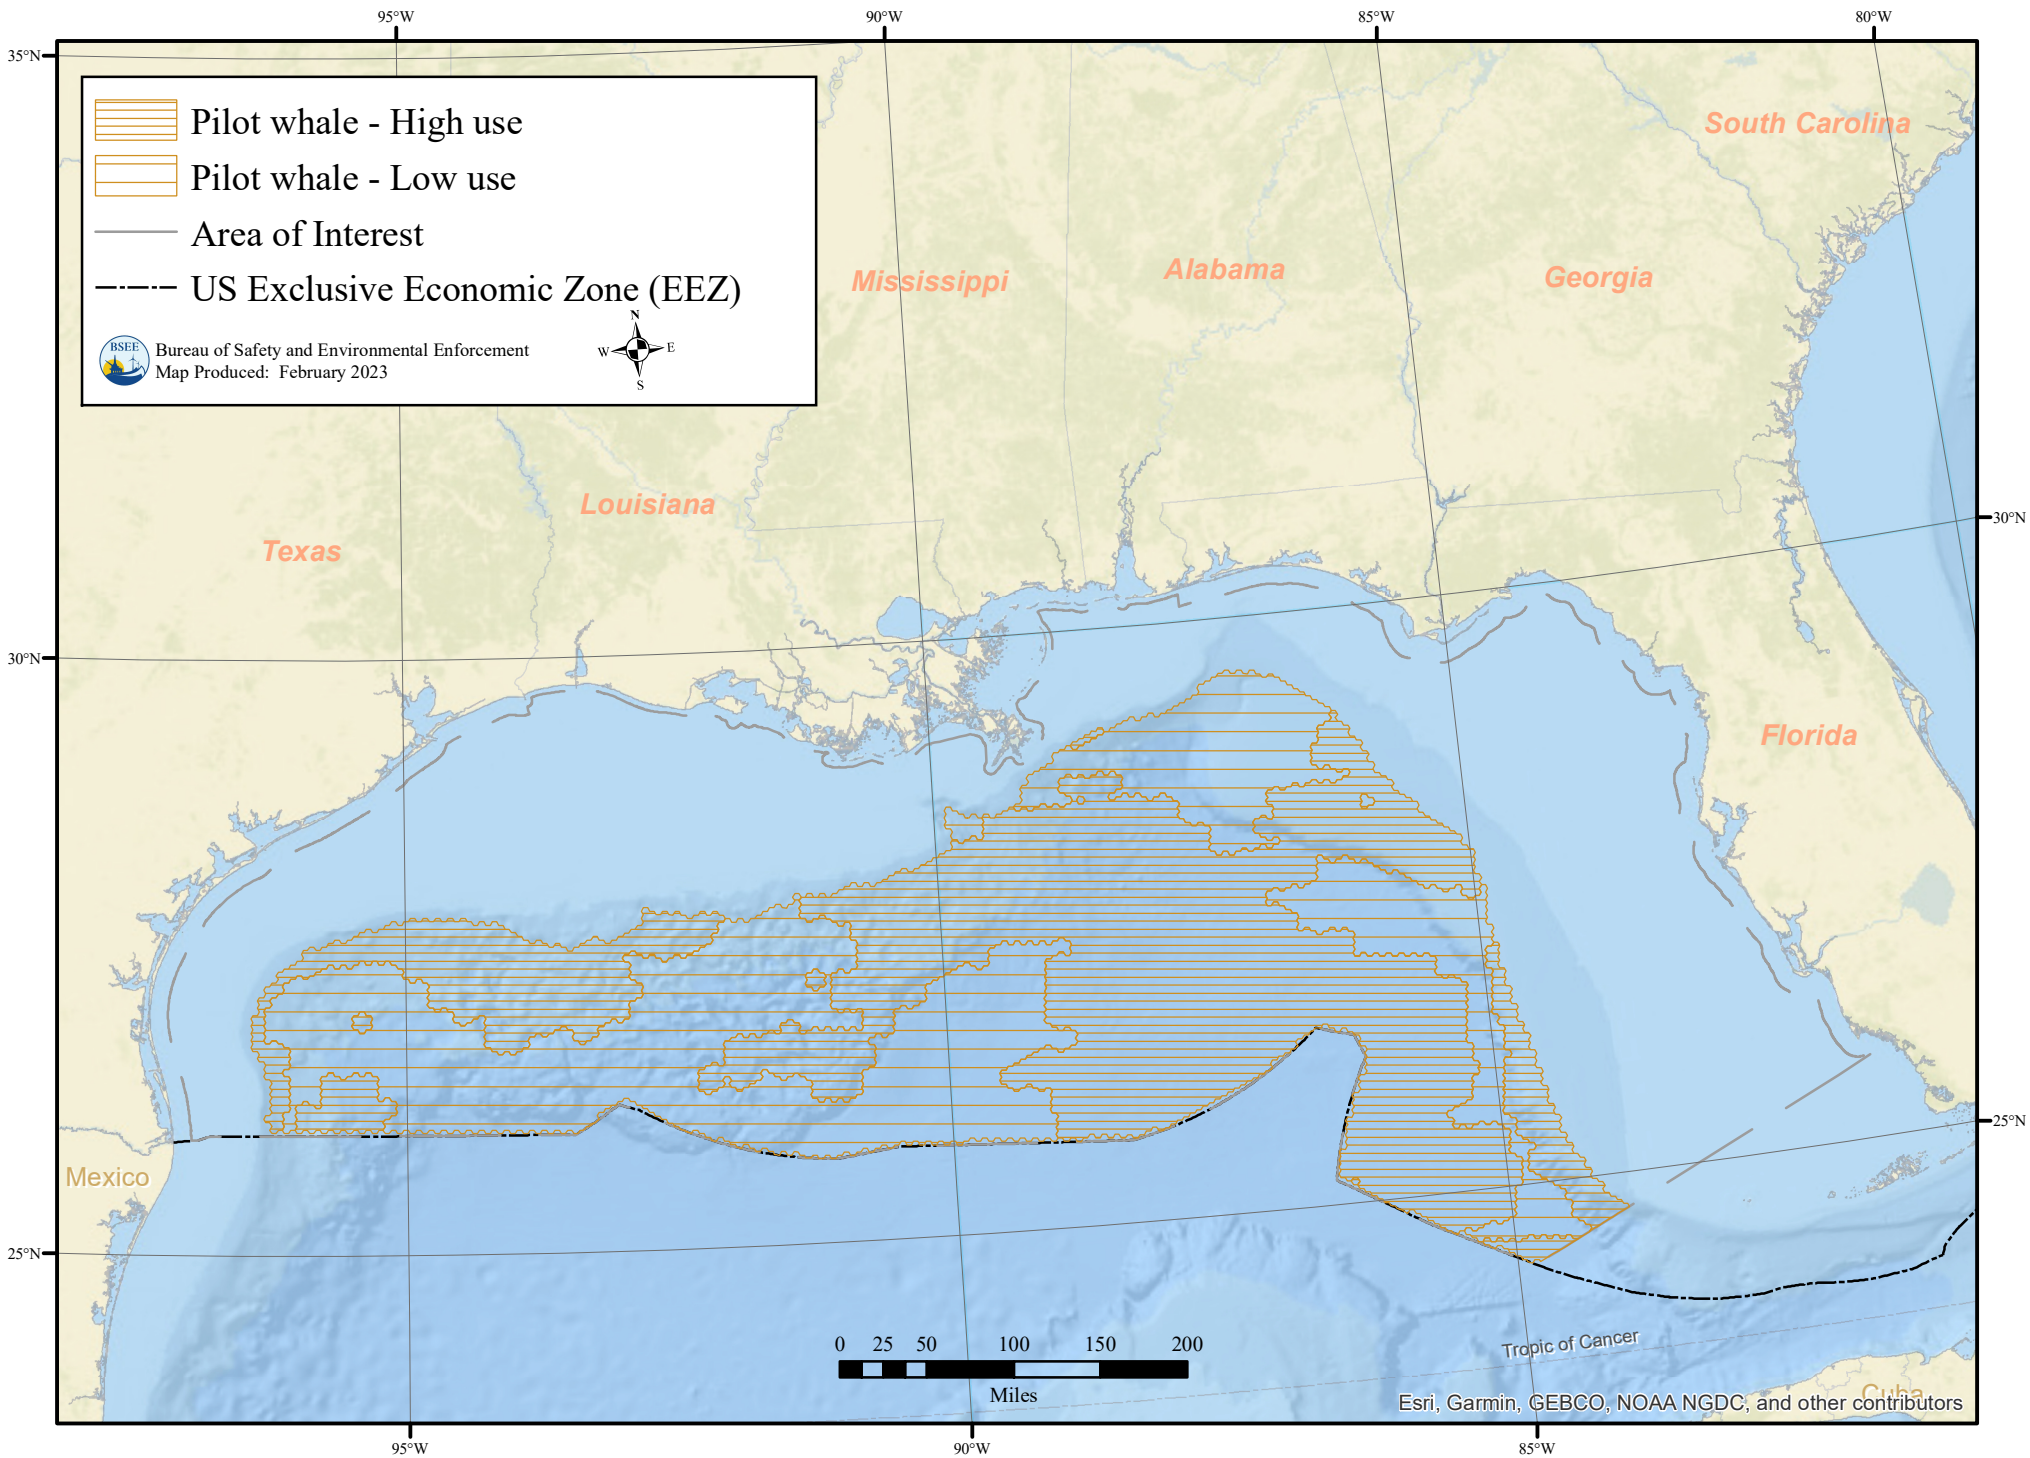 95°W
90°W
85°W
80°W
35°N
Pilot whale - High use
Pilot whale - Low use
Area of Interest
US Exclusive Economic Zone (EEZ)
BSEE
Bureau of Safety and Environmental Enforcement
Map Produced: February 2023
N
W
E
S
South Carolina
Mississippi
Alabama
Georgia
Louisiana
Texas
30°N
30°N
Florida
25°N
Mexico
25°N
0 25 50 100 150 200
Miles
Tropic of Cancer
Cuba
Esri, Garmin, GEBCO, NOAA NGDC, and other contributors
95°W
90°W
85°W